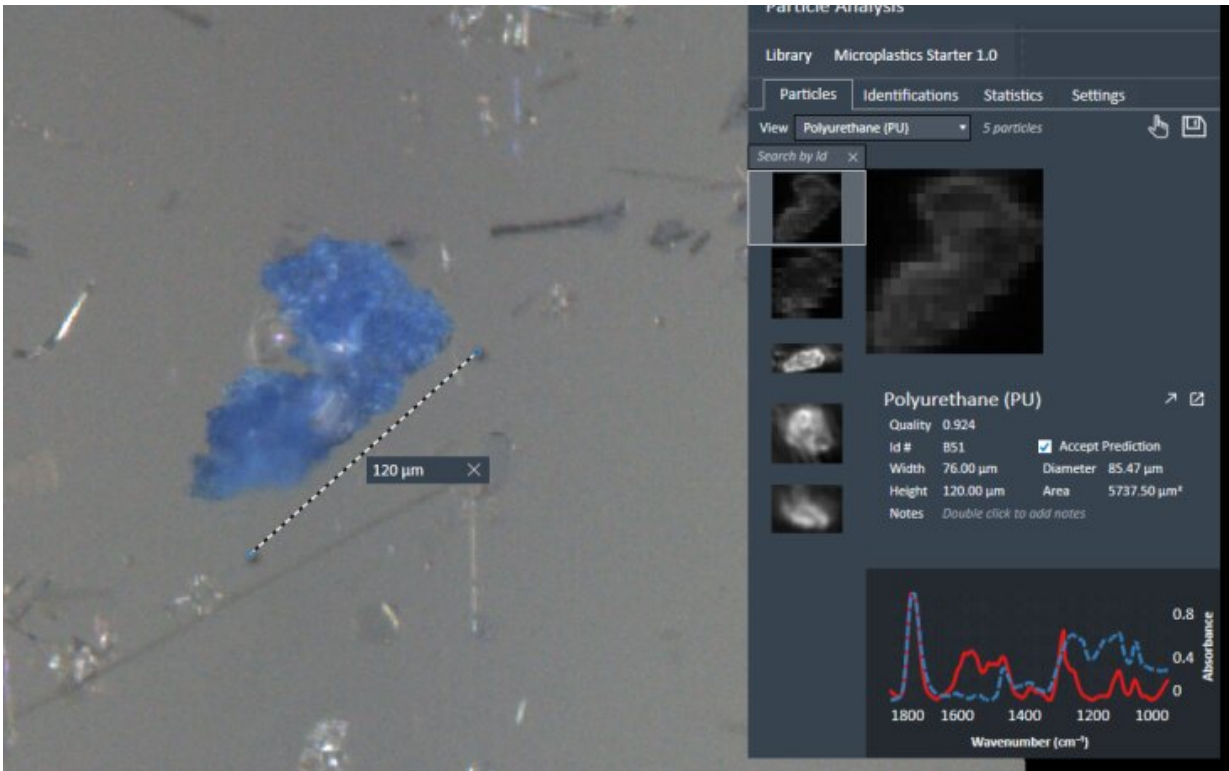 Particle Analysis
Library Microplastics Starter 1.0
Particles Identifications Statistics Settings
View Polyurethane (PU) 5 particles
Search by Id ×
120 µm ×
Polyurethane (PU)
Quality 0.924
Id # B51 Accept Prediction
Width 76.00 µm Diameter 85.47 µm
Height 120.00 µm Area 5737.50 µm²
Notes Double click to add notes
0.8
0.4
0
Absorbance
1800 1600 1400 1200 1000
Wavenumber (cm⁻¹)